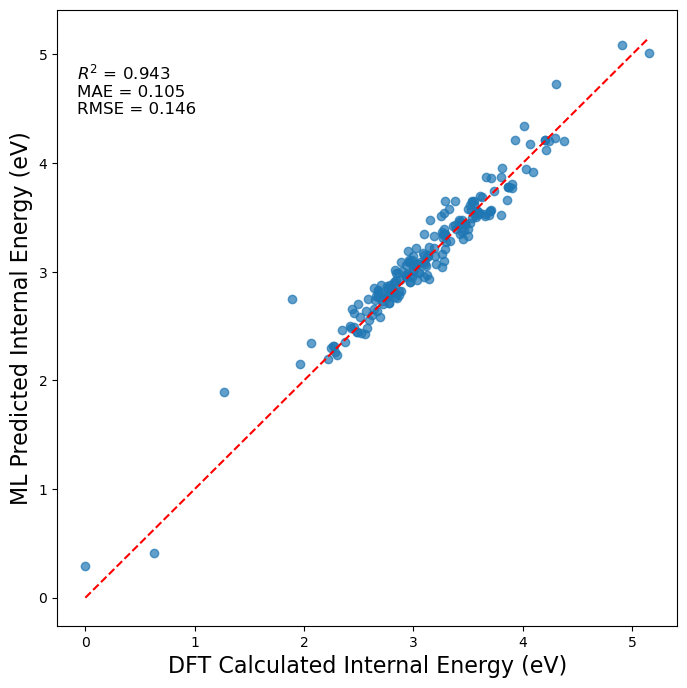 R² = 0.943
MAE = 0.105
RMSE = 0.146
ML Predicted Internal Energy (eV)
5
4
3
2
1
0
0 1 2 3 4 5
DFT Calculated Internal Energy (eV)